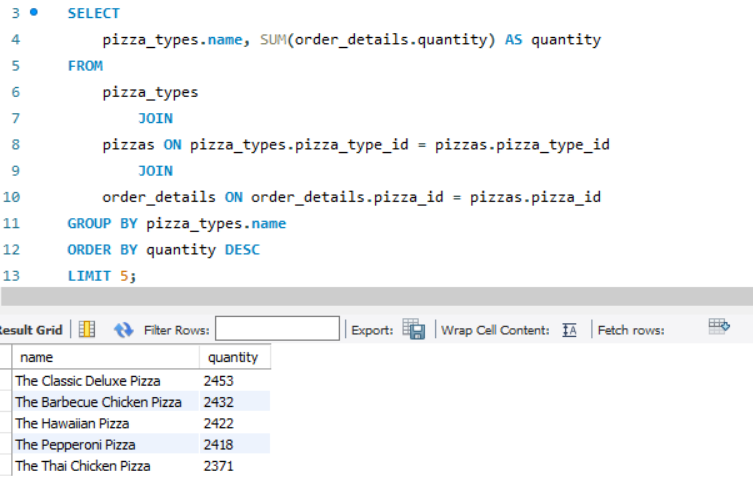 3 SELECT
4 pizza_types.name, SUM(order_details.quantity) AS quantity
5 FROM
6 pizza_types
7 JOIN
8 pizzas ON pizza_types.pizza_type_id = pizzas.pizza_type_id
9 JOIN
10 order_details ON order_details.pizza_id = pizzas.pizza_id
11 GROUP BY pizza_types.name
12 ORDER BY quantity DESC
13 LIMIT 5;
Result Grid Filter Rows: Export: Wrap Cell Content: IA Fetch rows:
name quantity
The Classic Deluxe Pizza 2453
The Barbecue Chicken Pizza 2432
The Hawaiian Pizza 2422
The Pepperoni Pizza 2418
The Thai Chicken Pizza 2371